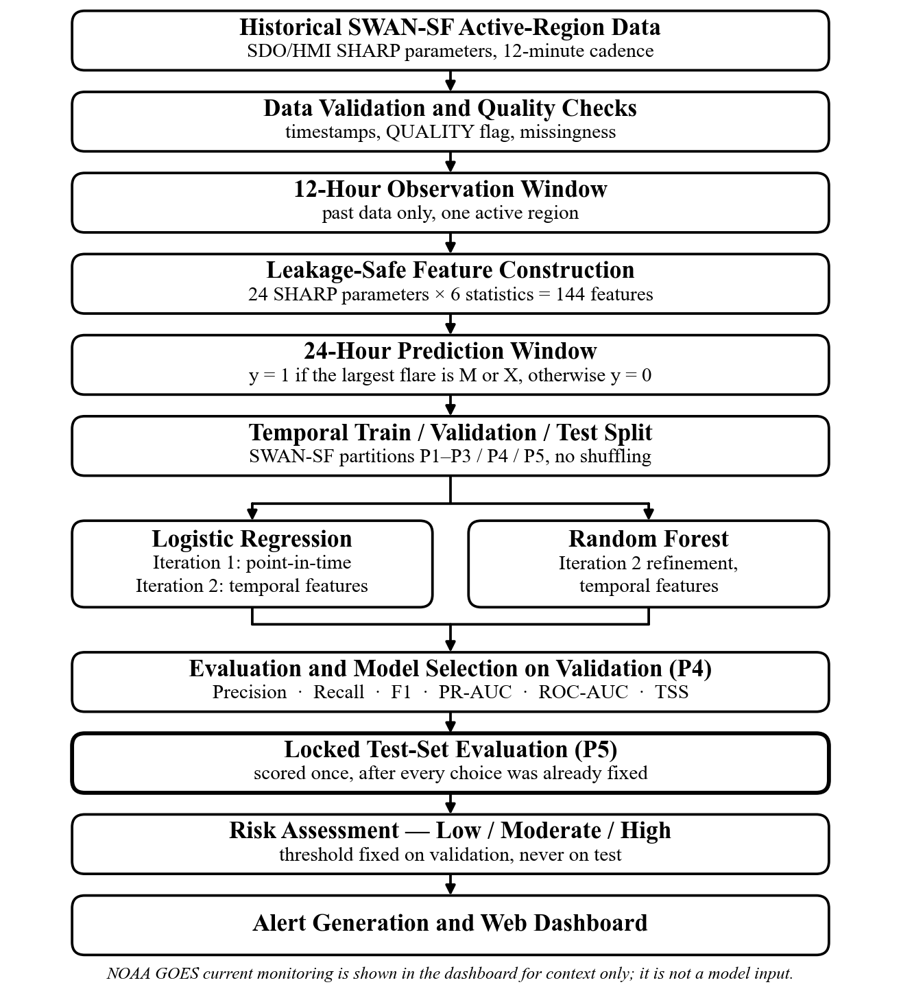 Historical SWAN-SF Active-Region Data
SDO/HMI SHARP parameters, 12-minute cadence
Data Validation and Quality Checks
timestamps, QUALITY flag, missingness
12-Hour Observation Window
past data only, one active region
Leakage-Safe Feature Construction
24 SHARP parameters × 6 statistics = 144 features
24-Hour Prediction Window
y = 1 if the largest flare is M or X, otherwise y = 0
Temporal Train / Validation / Test Split
SWAN-SF partitions P1–P3 / P4 / P5, no shuffling
Logistic Regression
Iteration 1: point-in-time
Iteration 2: temporal features
Random Forest
Iteration 2 refinement,
temporal features
Evaluation and Model Selection on Validation (P4)
Precision · Recall · F1 · PR-AUC · ROC-AUC · TSS
Locked Test-Set Evaluation (P5)
scored once, after every choice was already fixed
Risk Assessment — Low / Moderate / High
threshold fixed on validation, never on test
Alert Generation and Web Dashboard
NOAA GOES current monitoring is shown in the dashboard for context only; it is not a model input.